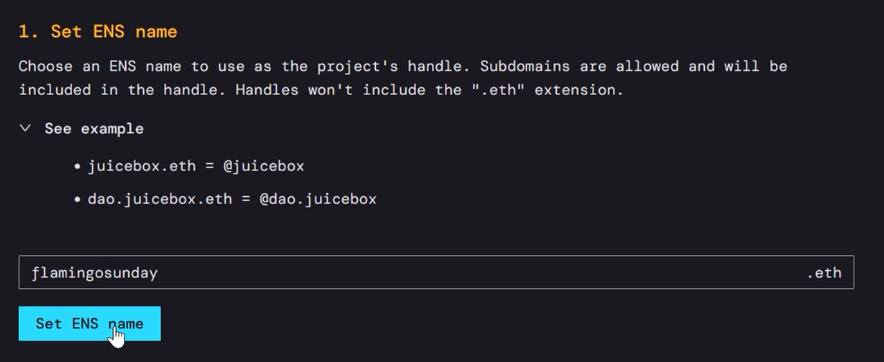 1. Set ENS name
Choose an ENS name to use as the project's handle. Subdomains are allowed and will be
included in the handle. Handles won't include the ".eth" extension.
See example
• juicebox.eth = @juicebox
• dao.juicebox.eth = @dao.juicebox
flamingosunday .eth
Set ENS name